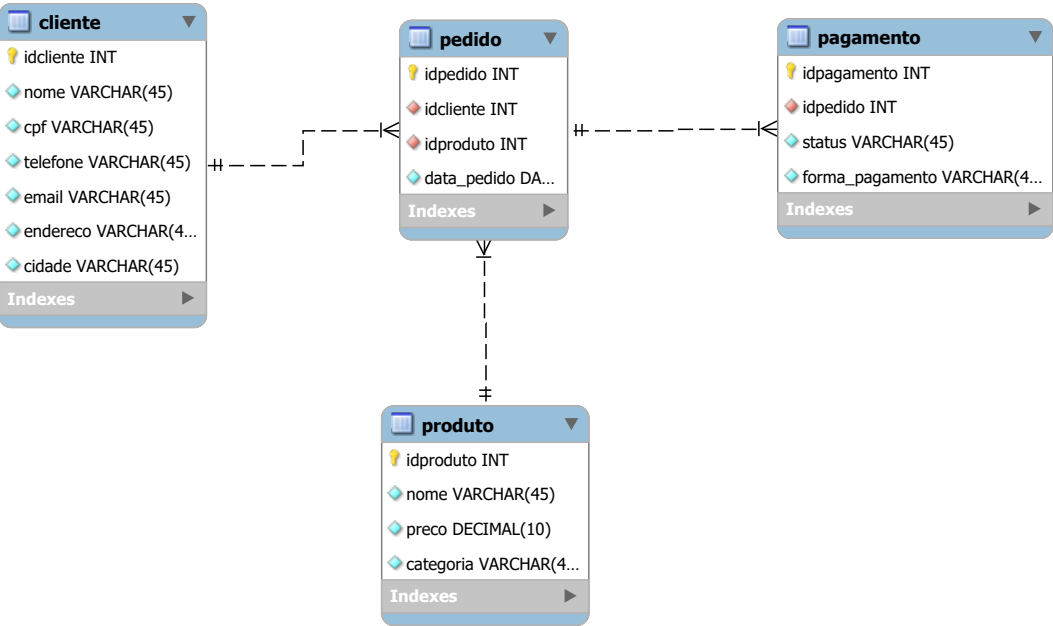 cliente
idcliente INT
nome VARCHAR(45)
cpf VARCHAR(45)
telefone VARCHAR(45)
email VARCHAR(45)
endereco VARCHAR(4...
cidade VARCHAR(45)
Indexes
pedido
idpedido INT
idcliente INT
idproduto INT
data_pedido DA...
Indexes
pagamento
idpagamento INT
idpedido INT
status VARCHAR(45)
forma_pagamento VARCHAR(4...
Indexes
produto
idproduto INT
nome VARCHAR(45)
preco DECIMAL(10)
categoria VARCHAR(4...
Indexes